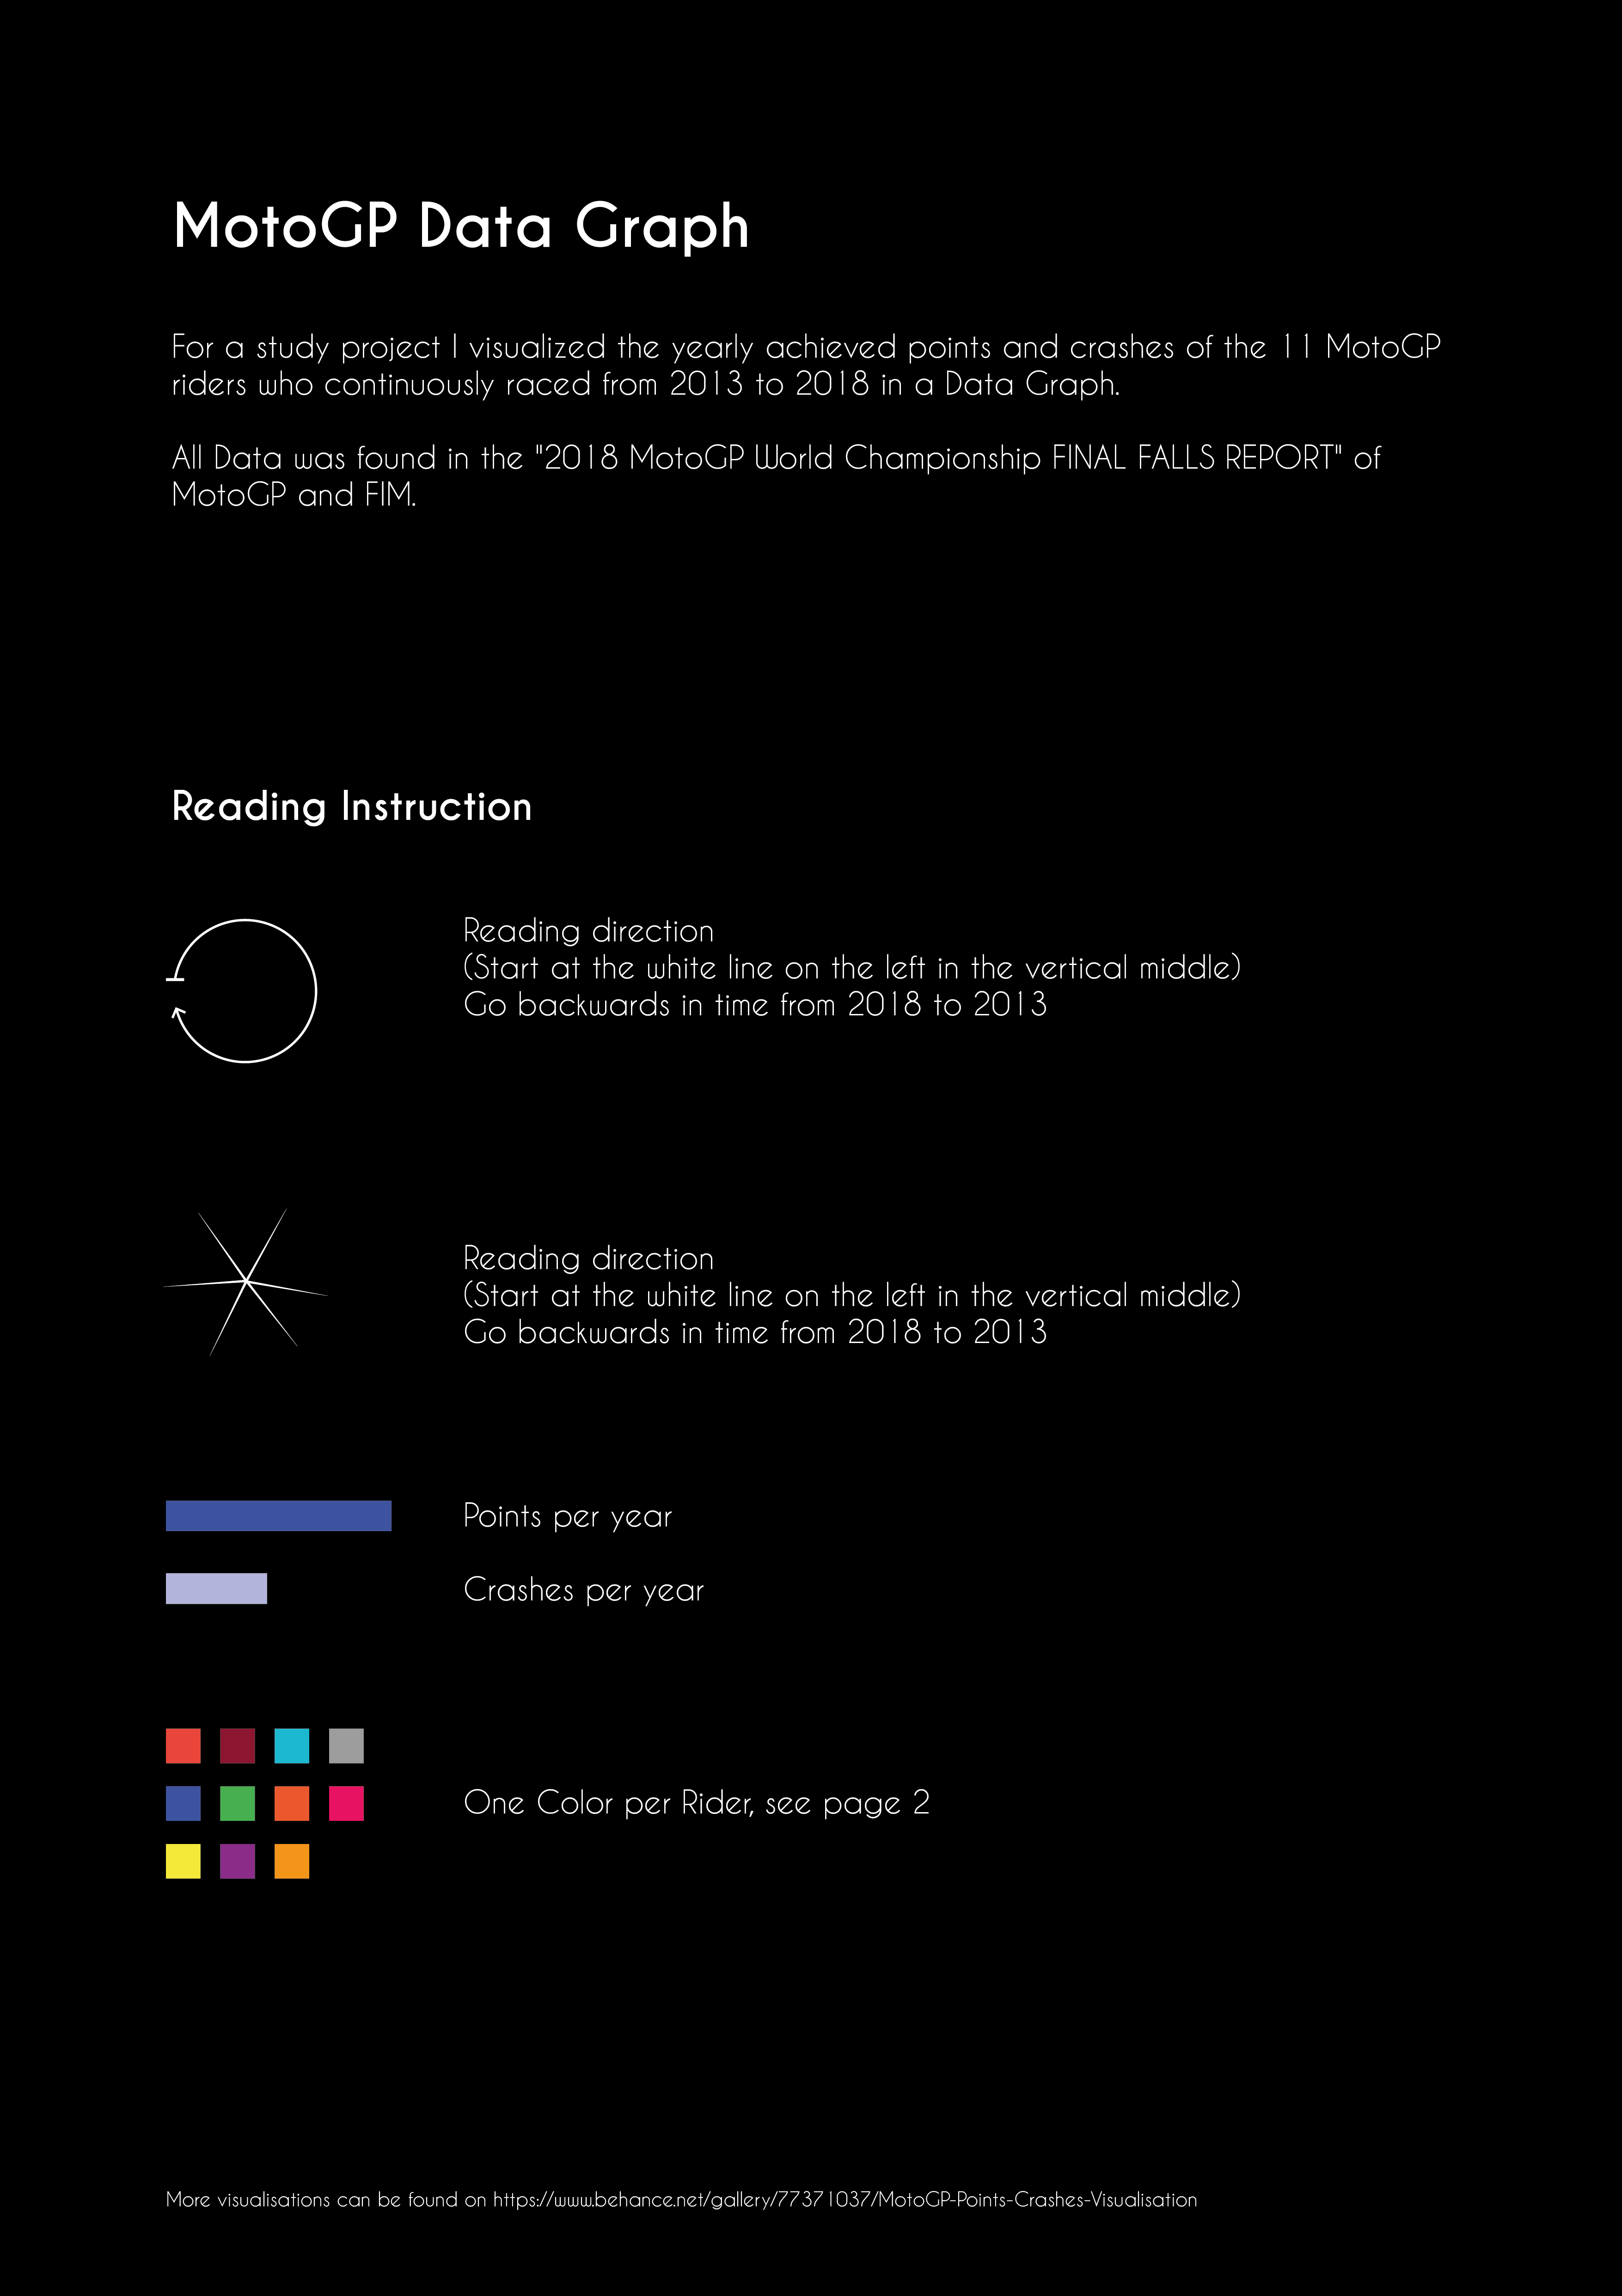 MotoGP Data Graph
For a study project I visualized the yearly achieved points and crashes of the 11 MotoGP
riders who continuously raced from 2013 to 2018 in a Data Graph.
All Data was found in the "2018 MotoGP World Championship FINAL FALLS REPORT" of
MotoGP and FIM.
Reading Instruction
Reading direction
(Start at the white line on the left in the vertical middle)
Go backwards in time from 2018 to 2013
Reading direction
(Start at the white line on the left in the vertical middle)
Go backwards in time from 2018 to 2013
Points per year
Crashes per year
One Color per Rider, see page 2
More visualisations can be found on https://www.behance.net/gallery/77371037/MotoGP-Points-Crashes-Visualisation